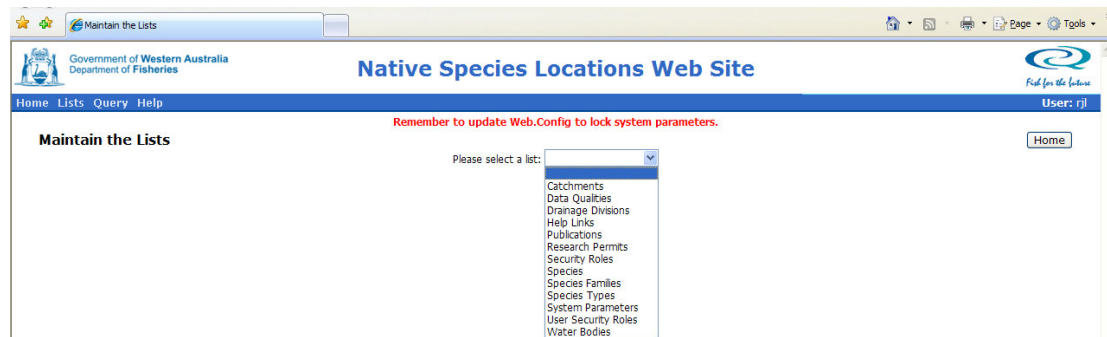 Maintain the Lists
Page
Tools
Government of Western Australia
Department of Fisheries
Native Species Locations Web Site
Fish for the future
Home Lists Query Help
User: rjl
Remember to update Web.Config to lock system parameters.
Maintain the Lists
Home
Please select a list:
Catchments
Data Qualities
Drainage Divisions
Help Links
Publications
Research Permits
Security Roles
Species
Species Families
Species Types
System Parameters
User Security Roles
Water Bodies